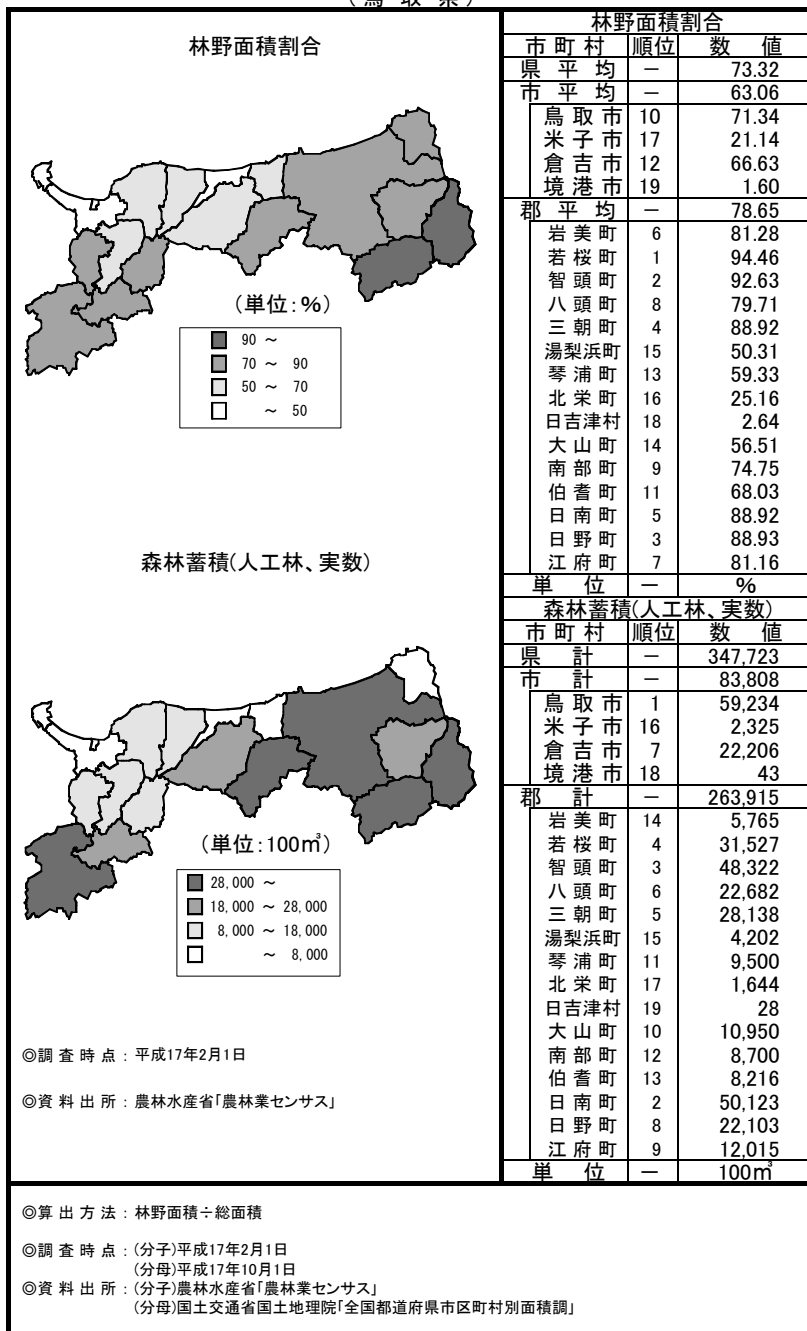 (鳥取県)
林野面積割合
(単位:%)
90 ~
70 ~ 90
50 ~ 70
~ 50
森林蓄積(人工林、実数)
(単位:100㎥)
28,000 ~
18,000 ~ 28,000
8,000 ~ 18,000
~ 8,000
◎調査時点:平成17年2月1日
◎資料出所:農林水産省「農林業センサス」
林野面積割合
市町村 順位 数値
県平均 － 73.32
市平均 － 63.06
鳥取市 10 71.34
米子市 17 21.14
倉吉市 12 66.63
境港市 19 1.60
郡平均 － 78.65
岩美町 6 81.28
若桜町 1 94.46
智頭町 2 92.63
八頭町 8 79.71
三朝町 4 88.92
湯梨浜町 15 50.31
琴浦町 13 59.33
北栄町 16 25.16
日吉津村 18 2.64
大山町 14 56.51
南部町 9 74.75
伯耆町 11 68.03
日南町 5 88.92
日野町 3 88.93
江府町 7 81.16
単位 － %
森林蓄積(人工林、実数)
市町村 順位 数値
県計 － 347,723
市計 － 83,808
鳥取市 1 59,234
米子市 16 2,325
倉吉市 7 22,206
境港市 18 43
郡計 － 263,915
岩美町 14 5,765
若桜町 4 31,527
智頭町 3 48,322
八頭町 6 22,682
三朝町 5 28,138
湯梨浜町 15 4,202
琴浦町 11 9,500
北栄町 17 1,644
日吉津村 19 28
大山町 10 10,950
南部町 12 8,700
伯耆町 13 8,216
日南町 2 50,123
日野町 8 22,103
江府町 9 12,015
単位 － 100㎥
◎算出方法:林野面積÷総面積
◎調査時点:(分子)平成17年2月1日
(分母)平成17年10月1日
◎資料出所:(分子)農林水産省「農林業センサス」
(分母)国土交通省国土地理院「全国都道府県市区町村別面積調」